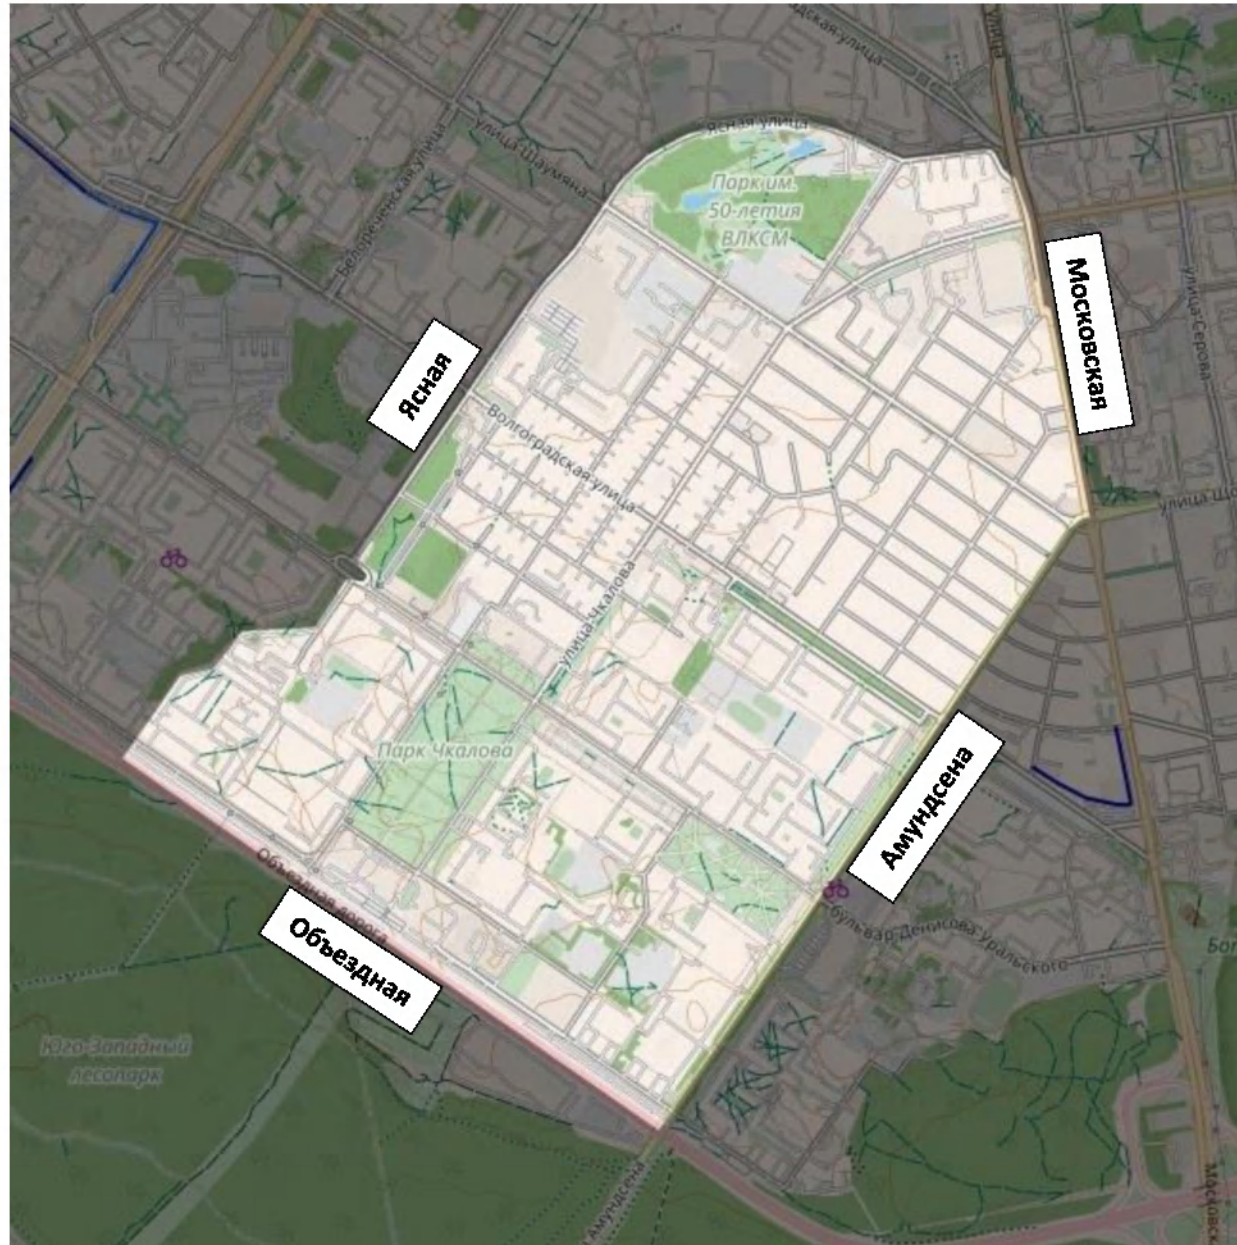 улица
Ясная улица
улица Шаумяна
Белореченская улица
Парк им.
50-летия
ВЛКСМ
Московская
улица Серова
Ясная
Волгоградская улица
улица Чкалова
Парк Чкалова
Амундсена
Объездная дорога
Объездная
бульвар Денисова-Уральского
Юго-Западный
лесопарк
Амундсена